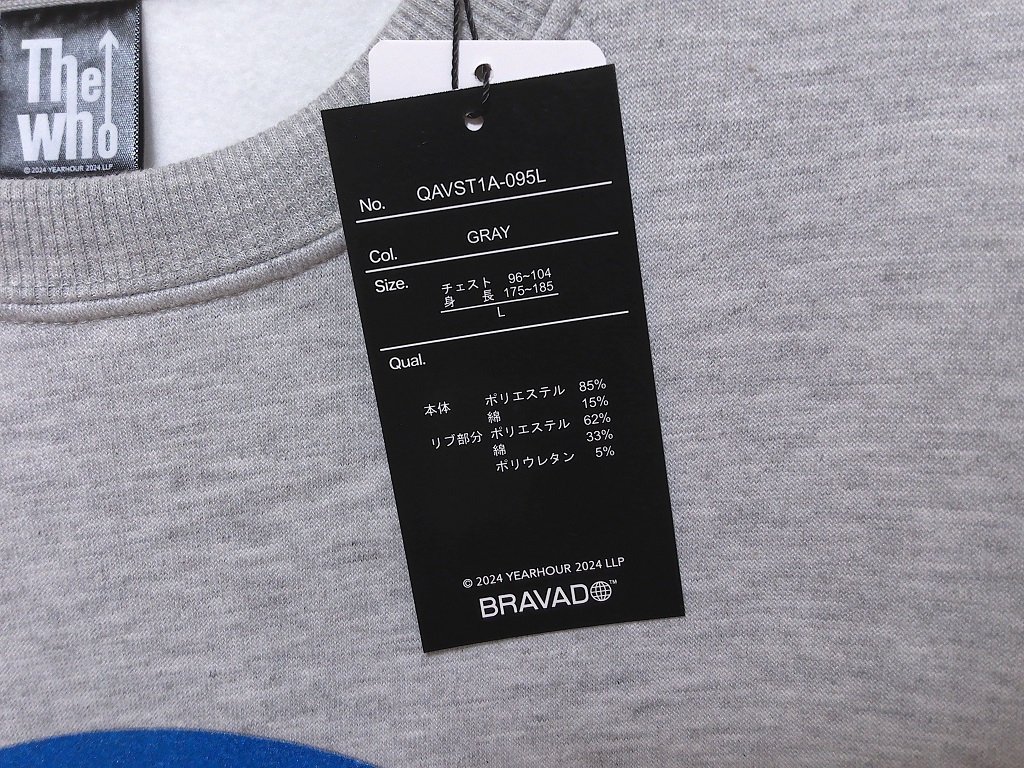 The
Who
© 2024 YEARHOUR 2024 LLP
No. QAVST1A-095L
Col. GRAY
Size. チェスト 96~104
身長 175~185
L
Qual.
本体 ポリエステル 85%
綿 15%
リブ部分 ポリエステル 62%
綿 33%
ポリウレタン 5%
© 2024 YEARHOUR 2024 LLP
BRAVADO™